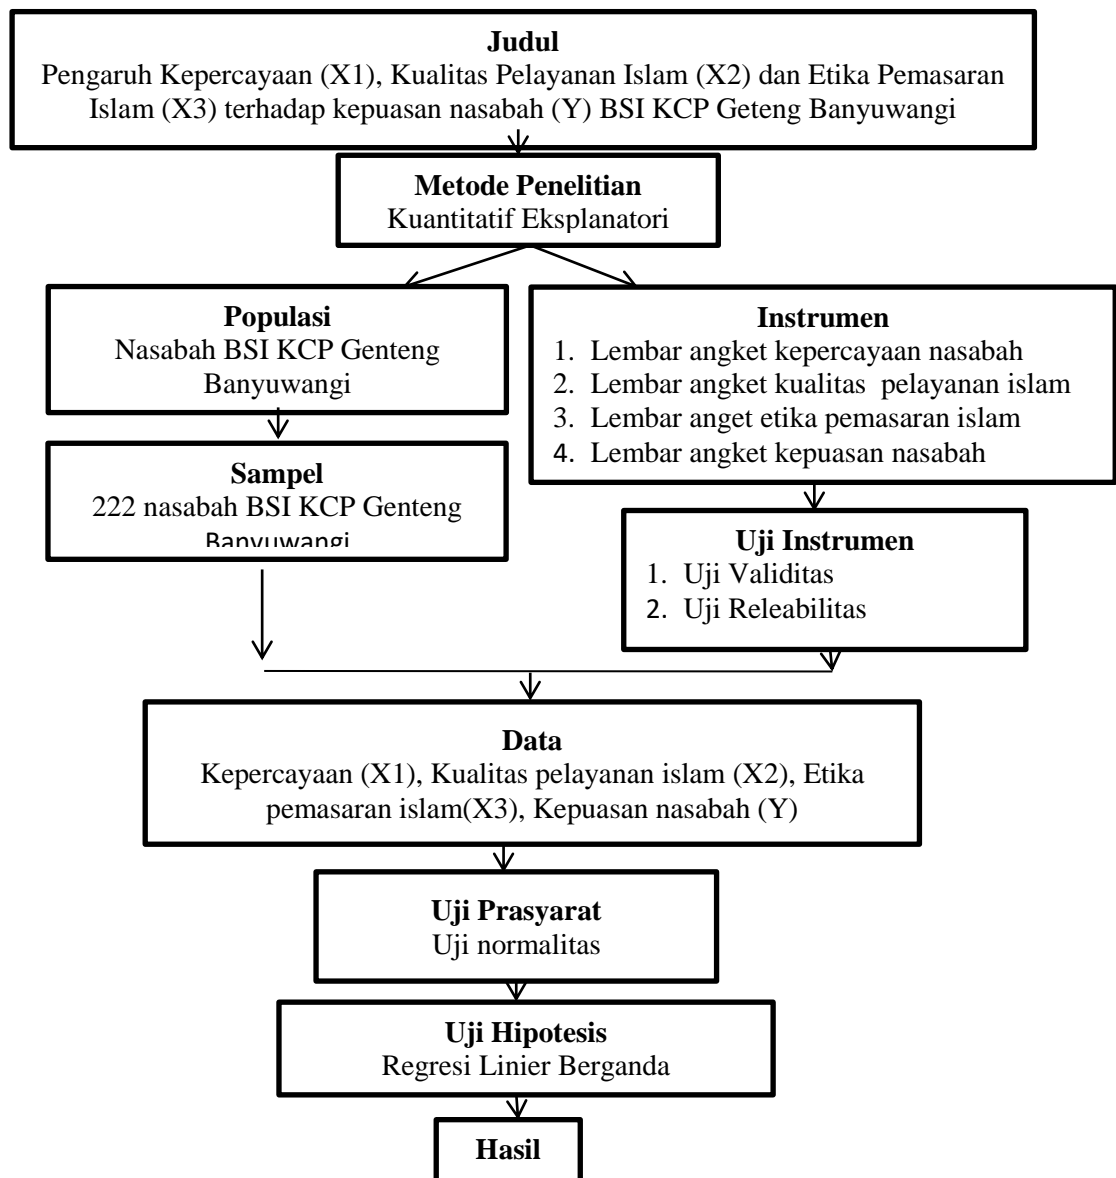 Judul
Pengaruh Kepercayaan (X1), Kualitas Pelayanan Islam (X2) dan Etika Pemasaran
Islam (X3) terhadap kepuasan nasabah (Y) BSI KCP Geteng Banyuwangi
Metode Penelitian
Kuantitatif Eksplanatori
Populasi
Nasabah BSI KCP Genteng
Banyuwangi
Sampel
222 nasabah BSI KCP Genteng
Banyuwangi
Instrumen
1. Lembar angket kepercayaan nasabah
2. Lembar angket kualitas pelayanan islam
3. Lembar anget etika pemasaran islam
4. Lembar angket kepuasan nasabah
Uji Instrumen
1. Uji Validitas
2. Uji Releabilitas
Data
Kepercayaan (X1), Kualitas pelayanan islam (X2), Etika
pemasaran islam(X3), Kepuasan nasabah (Y)
Uji Prasyarat
Uji normalitas
Uji Hipotesis
Regresi Linier Berganda
Hasil